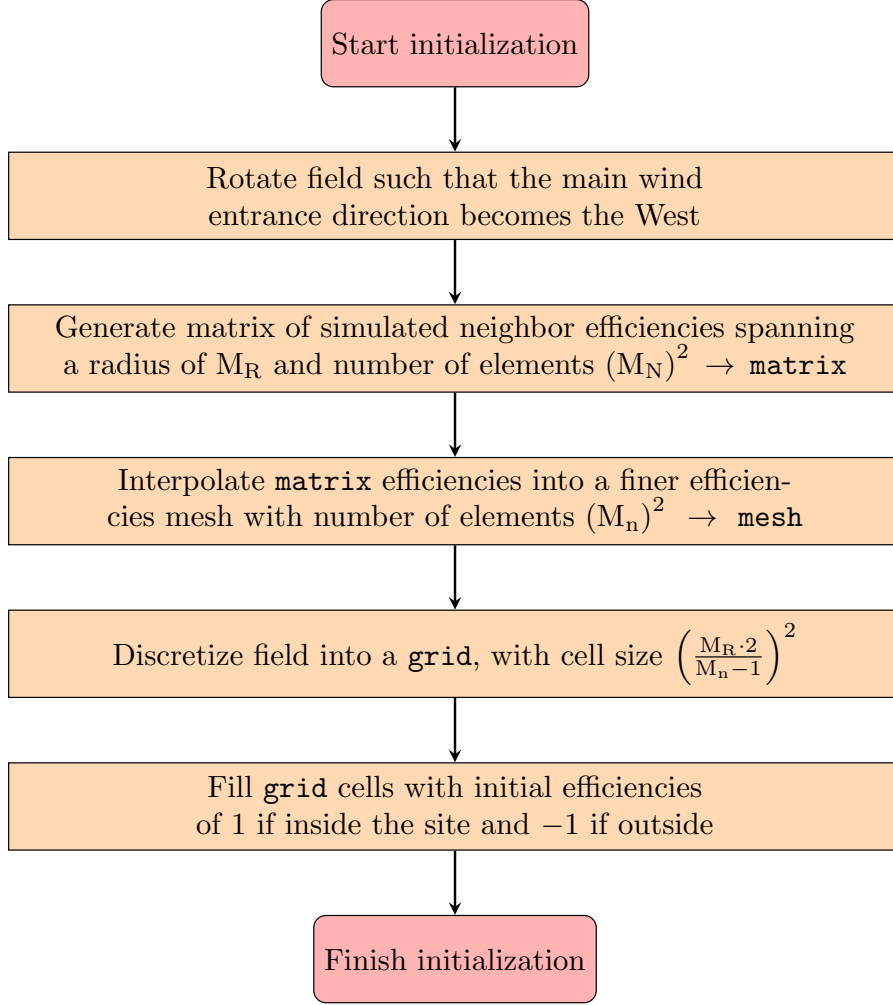 Start initialization
Rotate field such that the main wind
entrance direction becomes the West
Generate matrix of simulated neighbor efficiencies spanning
a radius of M_R and number of elements (M_N)^2 → matrix
Interpolate matrix efficiencies into a finer efficien-
cies mesh with number of elements (M_n)^2 → mesh
Discretize field into a grid, with cell size (\frac{M_R·2}{M_n−1})^2
Fill grid cells with initial efficiencies
of 1 if inside the site and −1 if outside
Finish initialization